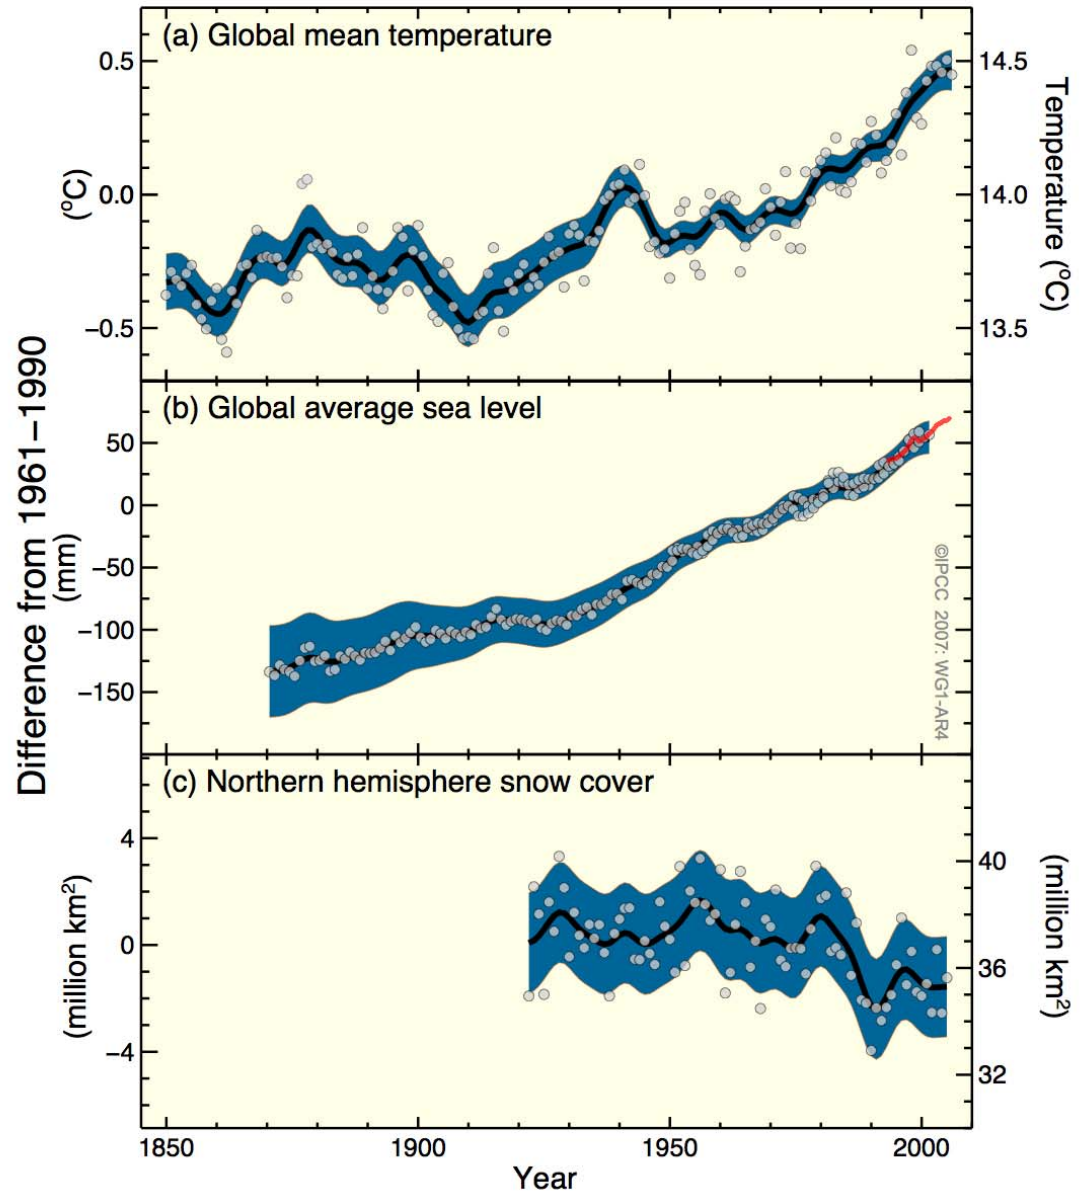 Difference from 1961–1990
(a) Global mean temperature
(°C)
0.5
0.0
−0.5
14.5
14.0
13.5
Temperature (°C)
(b) Global average sea level
(mm)
50
0
−50
−100
−150
©IPCC 2007: WG1-AR4
(c) Northern hemisphere snow cover
(million km²)
4
0
−4
40
36
32
(million km²)
1850 1900 1950 2000
Year